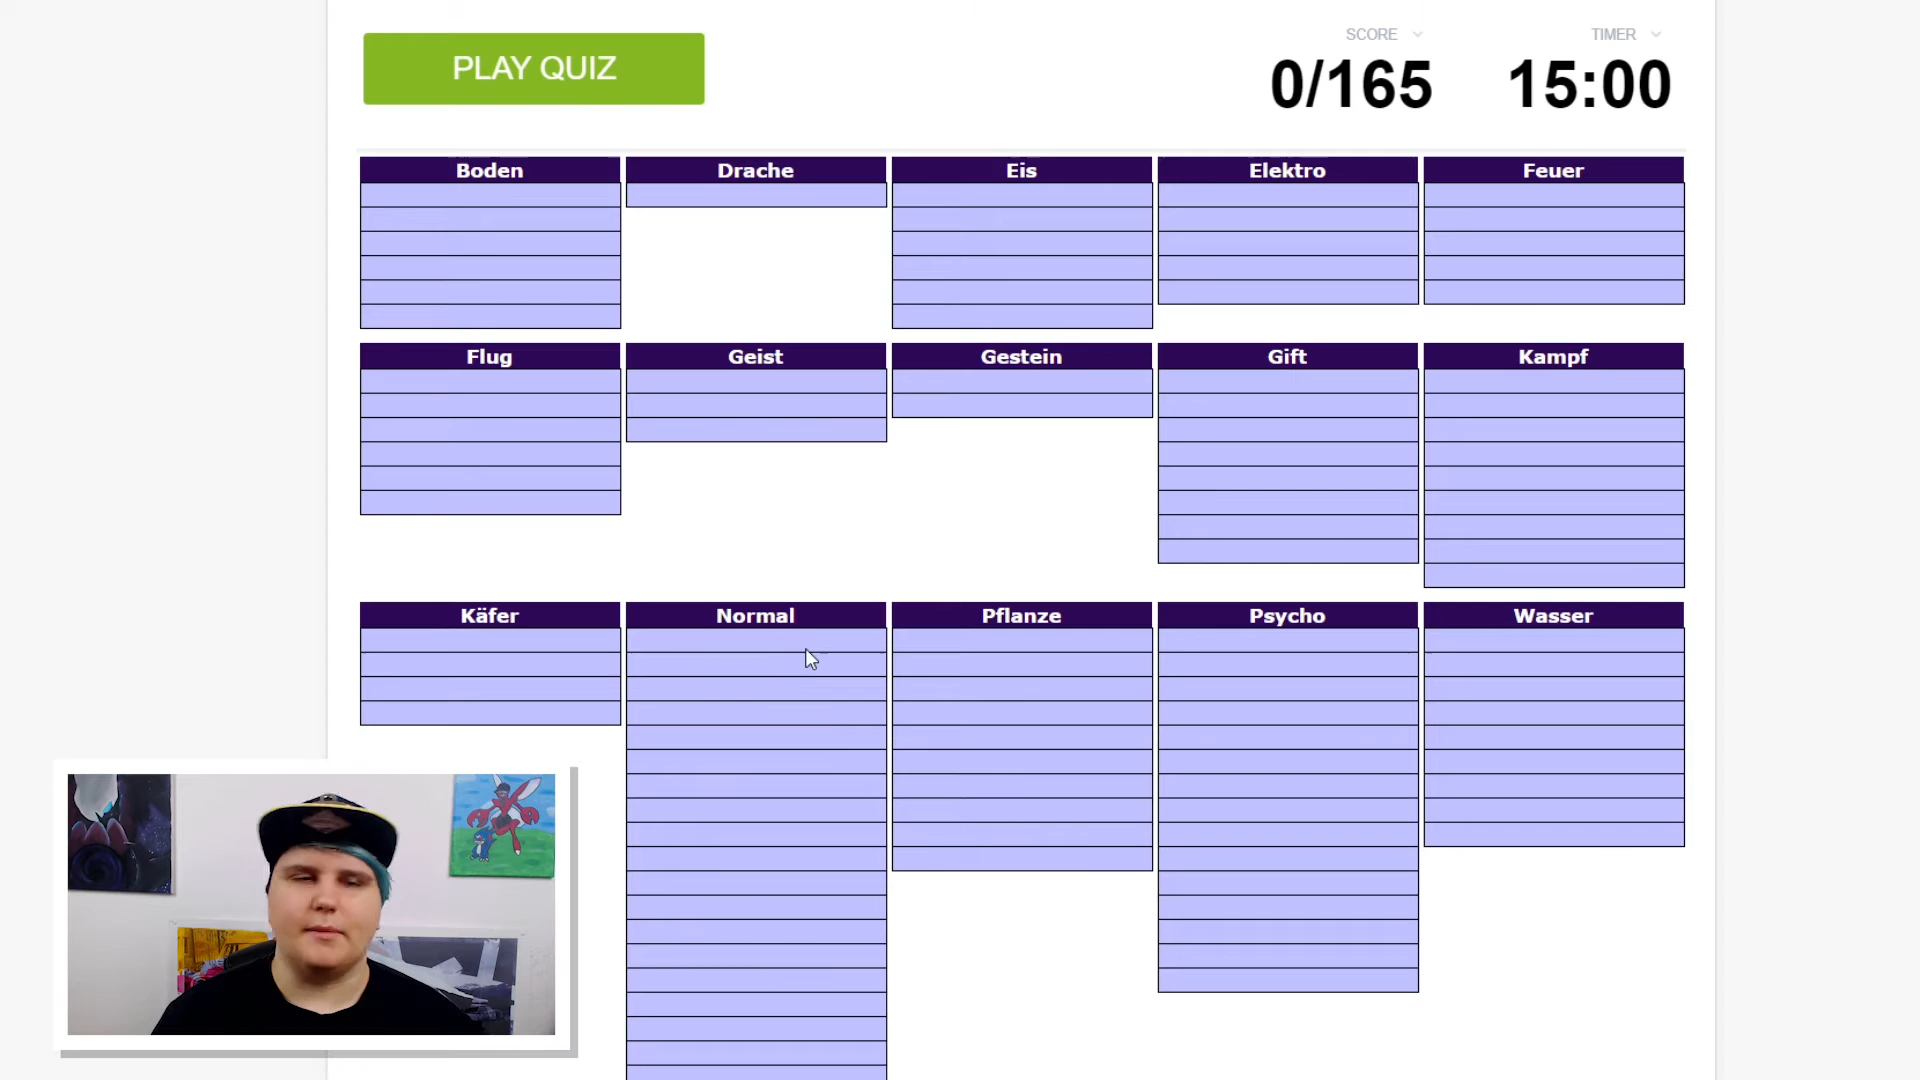 PLAY QUIZ
SCORE
TIMER
0/165
15:00
Boden
Drache
Eis
Elektro
Feuer
Flug
Geist
Gestein
Gift
Kampf
Käfer
Normal
Pflanze
Psycho
Wasser